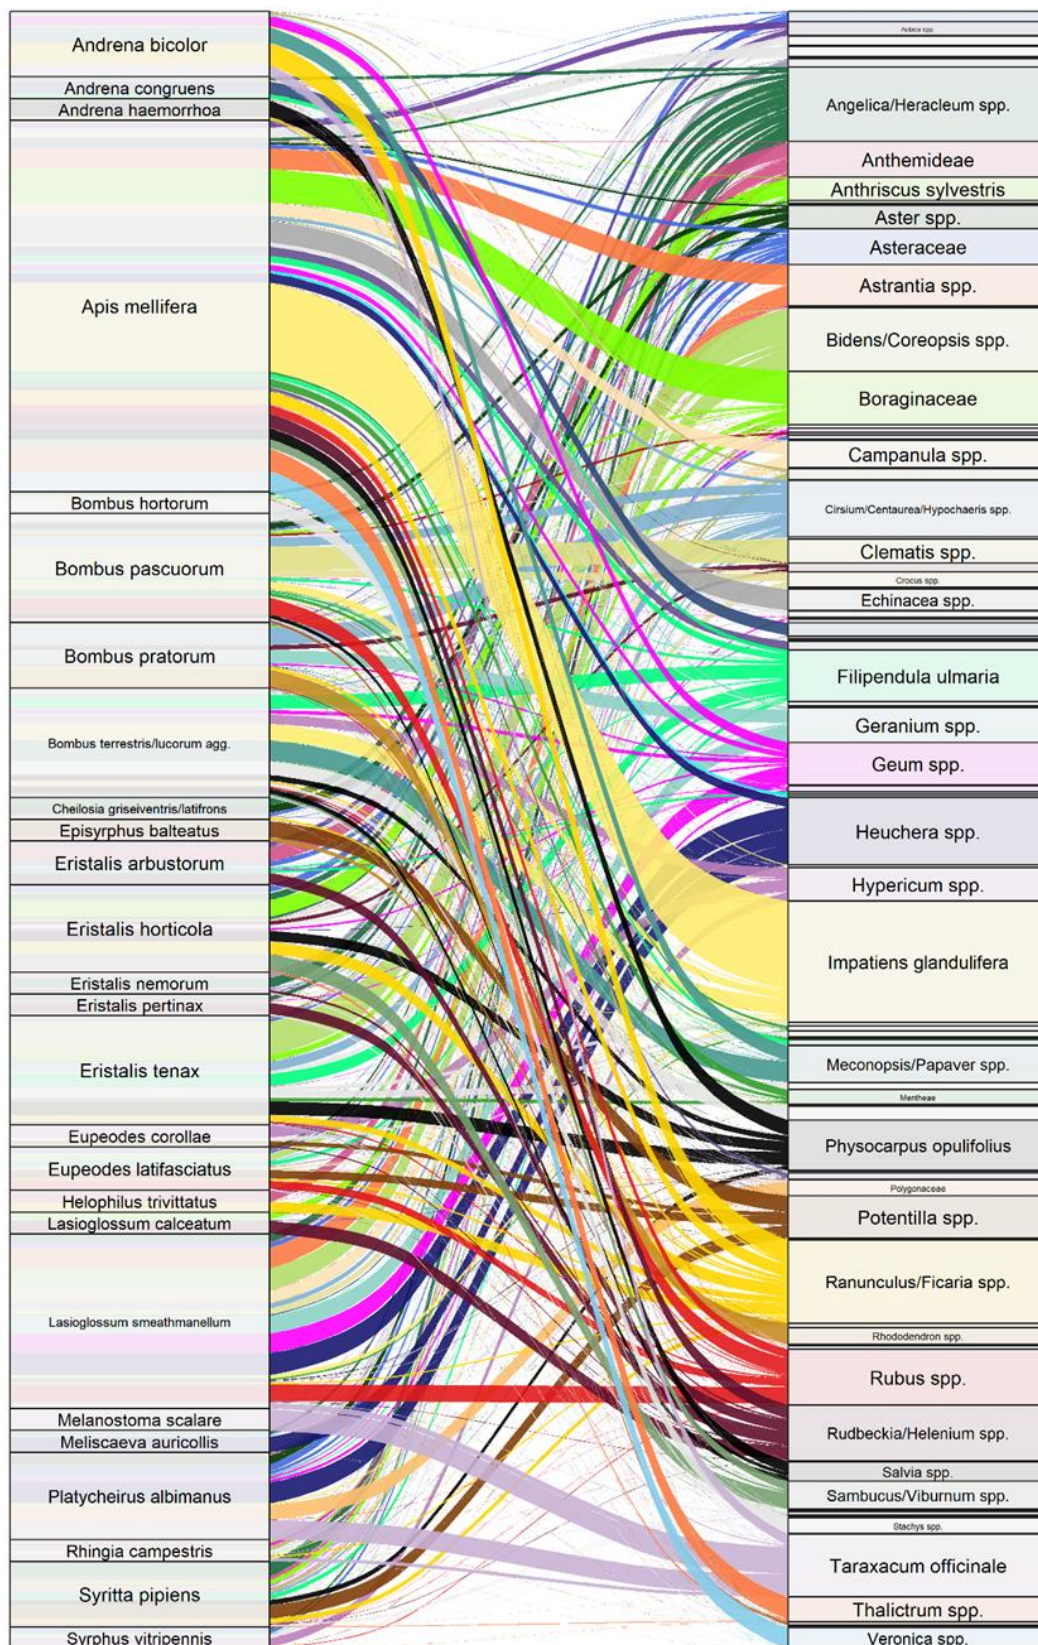 Andrena bicolor
Andrena congruens
Andrena haemorrhoa
Apis mellifera
Bombus hortorum
Bombus pascuorum
Bombus pratorum
Bombus terrestris/lucorum agg.
Cheilosia griseiventris/latifrons
Episyrphus balteatus
Eristalis arbustorum
Eristalis horticola
Eristalis nemorum
Eristalis pertinax
Eristalis tenax
Eupeodes corollae
Eupeodes latifasciatus
Helophilus trivittatus
Lasioglossum calceatum
Lasioglossum smeathmanellum
Melanostoma scalare
Meliscaeva auricollis
Platycheirus albimanus
Rhingia campestris
Syritta pipiens
Syrphus vitripennis
Actaea spp.
Angelica/Heracleum spp.
Anthemideae
Anthriscus sylvestris
Aster spp.
Asteraceae
Astrantia spp.
Bidens/Coreopsis spp.
Boraginaceae
Campanula spp.
Cirsium/Centaurea/Hypochaeris spp.
Clematis spp.
Crocus spp.
Echinacea spp.
Filipendula ulmaria
Geranium spp.
Geum spp.
Heuchera spp.
Hypericum spp.
Impatiens glandulifera
Meconopsis/Papaver spp.
Mentheae
Physocarpus opulifolius
Polygonaceae
Potentilla spp.
Ranunculus/Ficaria spp.
Rhododendron spp.
Rubus spp.
Rudbeckia/Helenium spp.
Salvia spp.
Sambucus/Viburnum spp.
Stachys spp.
Taraxacum officinale
Thalictrum spp.
Veronica spp.